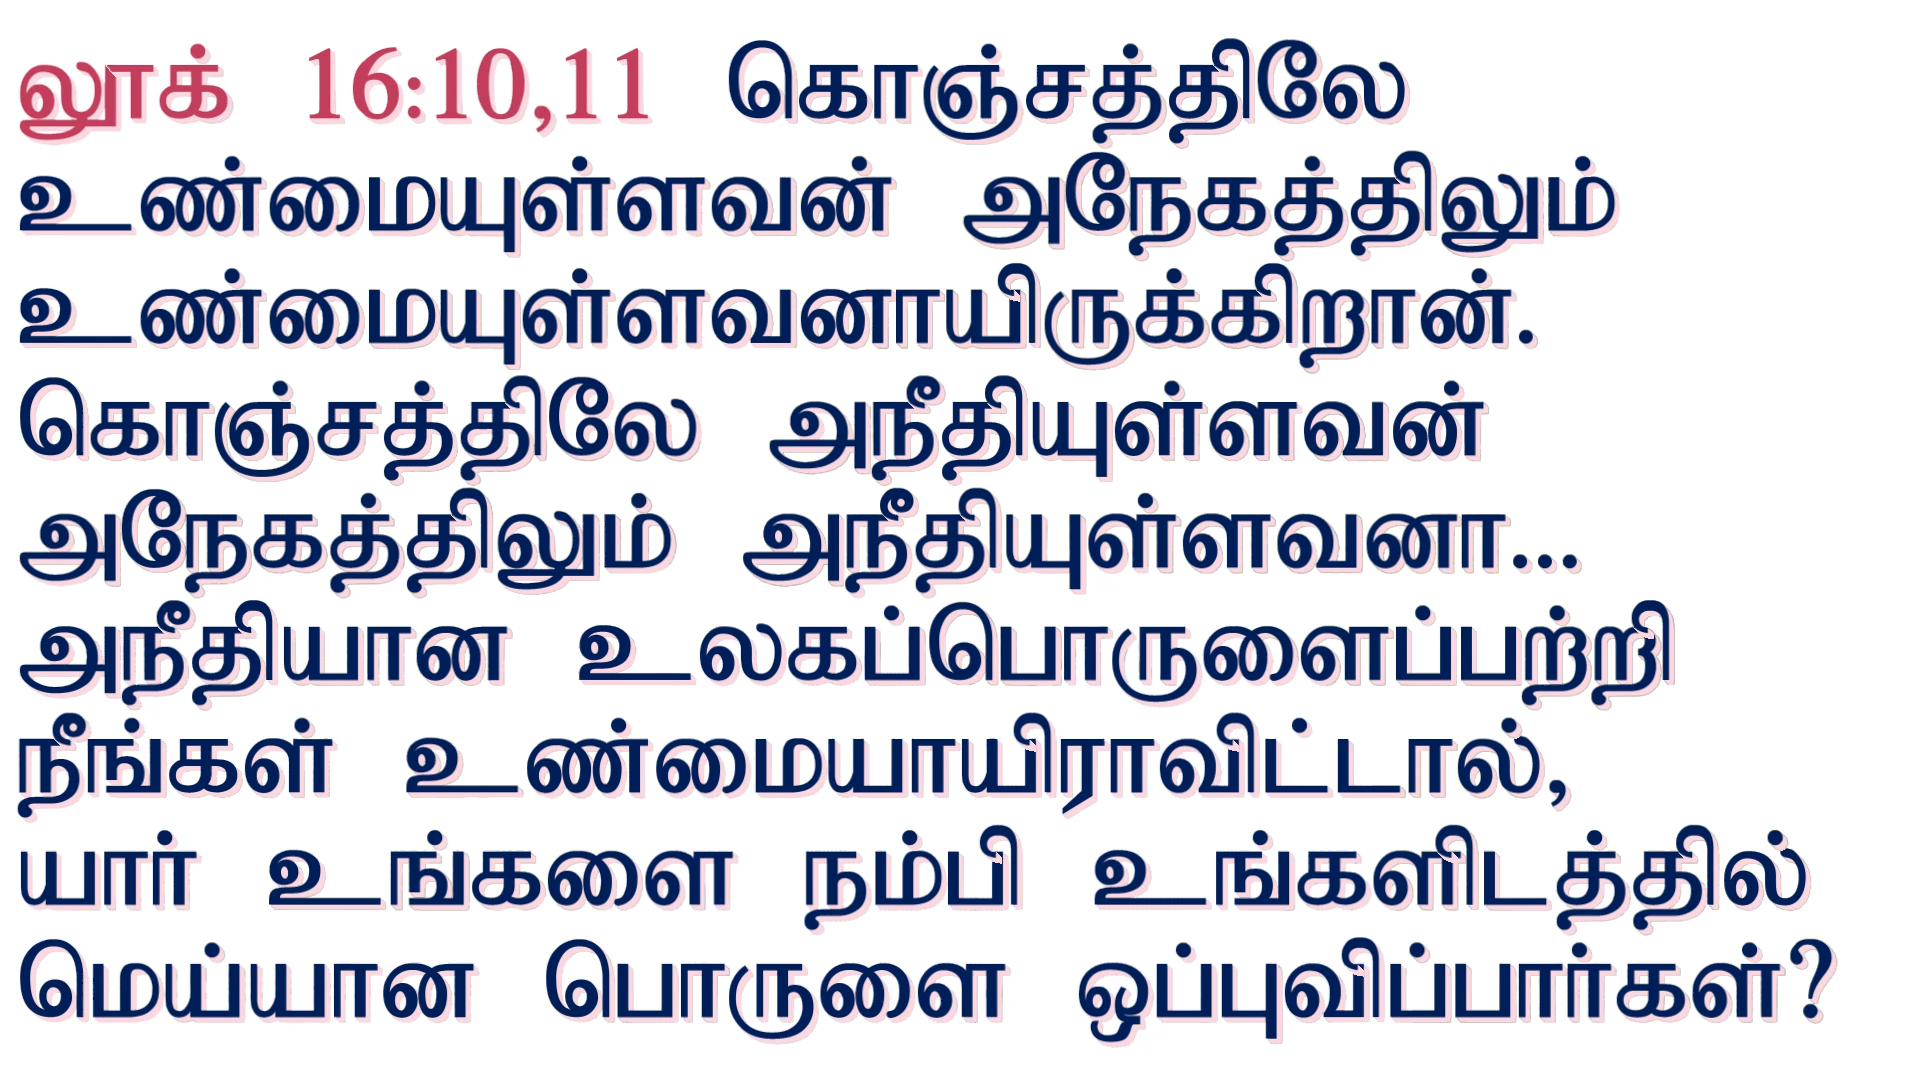 லூக் 16:10,11 கொஞ்சத்திலே
உண்மையுள்ளவன் அநேகத்திலும்
உண்மையுள்ளவனாயிருக்கிறான்.
கொஞ்சத்திலே அநீதியுள்ளவன்
அநேகத்திலும் அநீதியுள்ளவனா...
அநீதியான உலகப்பொருளைப்பற்றி
நீங்கள் உண்மையாயிராவிட்டால்,
யார் உங்களை நம்பி உங்களிடத்தில்
மெய்யான பொருளை ஒப்புவிப்பார்கள்?